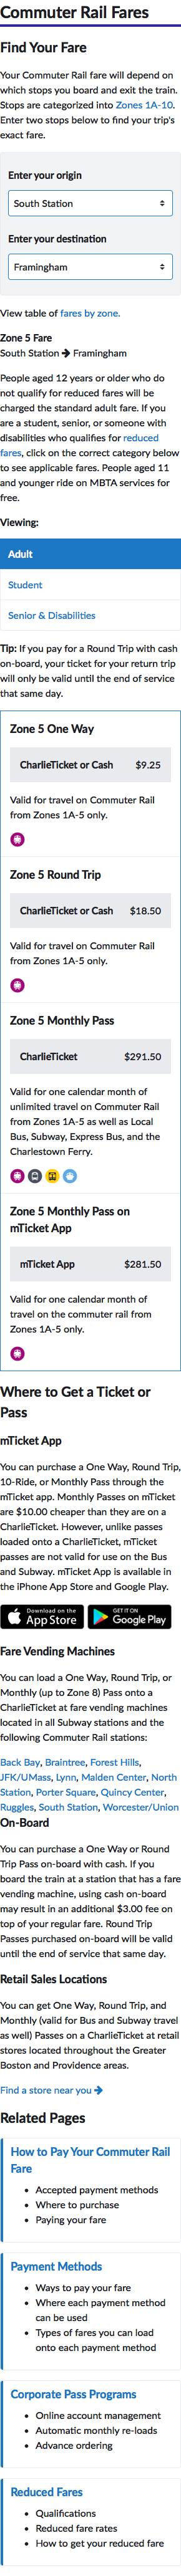 Commuter Rail Fares
Find Your Fare
Your Commuter Rail fare will depend on
which stops you board and exit the train.
Stops are categorized into Zones 1A-10.
Enter two stops below to find your trip's
exact fare.
Enter your origin
South Station
Enter your destination
Framingham
View table of fares by zone.
Zone 5 Fare
South Station → Framingham
People aged 12 years or older who do
not qualify for reduced fares will be
charged the standard adult fare. If you
are a student, senior, or someone with
disabilities who qualifies for reduced
fares, click on the correct category below
to see applicable fares. People aged 11
and younger ride on MBTA services for
free.
Viewing:
Adult
Student
Senior & Disabilities
Tip: If you pay for a Round Trip with cash
on-board, your ticket for your return trip
will only be valid until the end of service
that same day.
Zone 5 One Way
CharlieTicket or Cash $9.25
Valid for travel on Commuter Rail
from Zones 1A-5 only.
Zone 5 Round Trip
CharlieTicket or Cash $18.50
Valid for travel on Commuter Rail
from Zones 1A-5 only.
Zone 5 Monthly Pass
CharlieTicket $291.50
Valid for one calendar month of
unlimited travel on Commuter Rail
from Zones 1A-5 as well as Local
Bus, Subway, Express Bus, and the
Charlestown Ferry.
Zone 5 Monthly Pass on
mTicket App
mTicket App $281.50
Valid for one calendar month of
travel on the commuter rail from
Zones 1A-5 only.
Where to Get a Ticket or
Pass
mTicket App
You can purchase a One Way, Round Trip,
10-Ride, or Monthly Pass through the
mTicket app. Monthly Passes on mTicket
are $10.00 cheaper than they are on a
CharlieTicket. However, unlike passes
loaded onto a CharlieTicket, mTicket
passes are not valid for use on the Bus
and Subway. mTicket App is available in
the iPhone App Store and Google Play.
Download on the
App Store
GET IT ON
Google Play
Fare Vending Machines
You can load a One Way, Round Trip, or
Monthly (up to Zone 8) Pass onto a
CharlieTicket at fare vending machines
located in all Subway stations and the
following Commuter Rail stations:
Back Bay, Braintree, Forest Hills,
JFK/UMass, Lynn, Malden Center, North
Station, Porter Square, Quincy Center,
Ruggles, South Station, Worcester/Union
On-Board
You can purchase a One Way or Round
Trip Pass on-board with cash. If you
board the train at a station that has a fare
vending machine, using cash on-board
may result in an additional $3.00 fee on
top of your regular fare. Round Trip
Passes purchased on-board will be valid
until the end of service that same day.
Retail Sales Locations
You can get One Way, Round Trip, and
Monthly (valid for Bus and Subway travel
as well) Passes on a CharlieTicket at retail
stores located throughout the Greater
Boston and Providence areas.
Find a store near you →
Related Pages
How to Pay Your Commuter Rail
Fare
• Accepted payment methods
• Where to purchase
• Paying your fare
Payment Methods
• Ways to pay your fare
• Where each payment method
can be used
• Types of fares you can load
onto each payment method
Corporate Pass Programs
• Online account management
• Automatic monthly re-loads
• Advance ordering
Reduced Fares
• Qualifications
• Reduced fare rates
• How to get your reduced fare